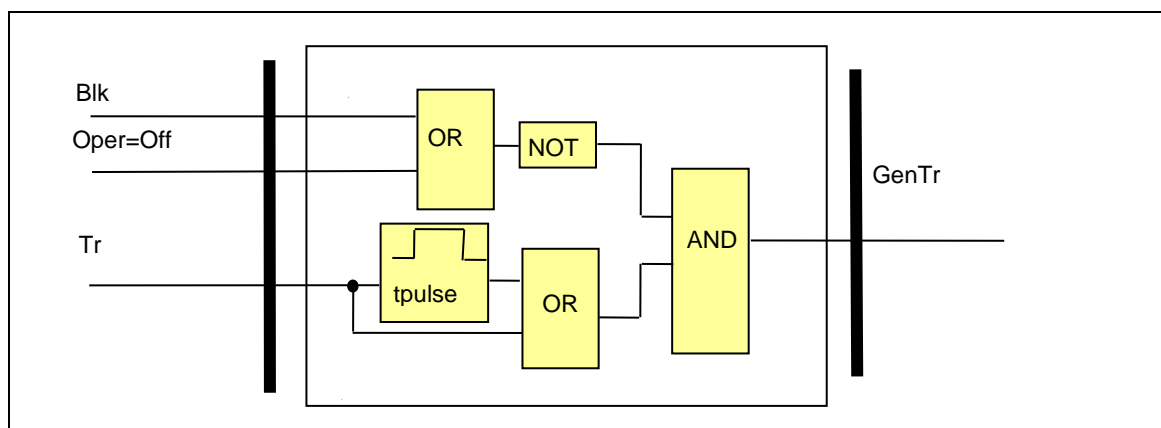 Blk
Oper=Off
OR
NOT
GenTr
Tr
AND
tpulse
OR